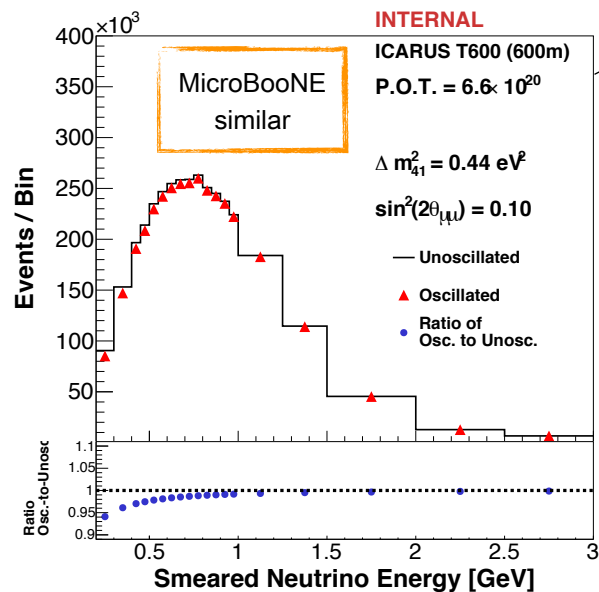 ×10³
INTERNAL
ICARUS T600 (600m)
P.O.T. = 6.6× 10²⁰
MicroBooNE
similar
Δ m²₄₁ = 0.44 eV²
sin²(2θ_μμ) = 0.10
Unoscillated
Oscillated
Ratio of
Osc. to Unosc.
Events / Bin
400
350
300
250
200
150
100
50
Ratio
Osc.-to-Unosc
1.1
1.05
1
0.95
0.9
0.5 1 1.5 2 2.5 3
Smeared Neutrino Energy [GeV]